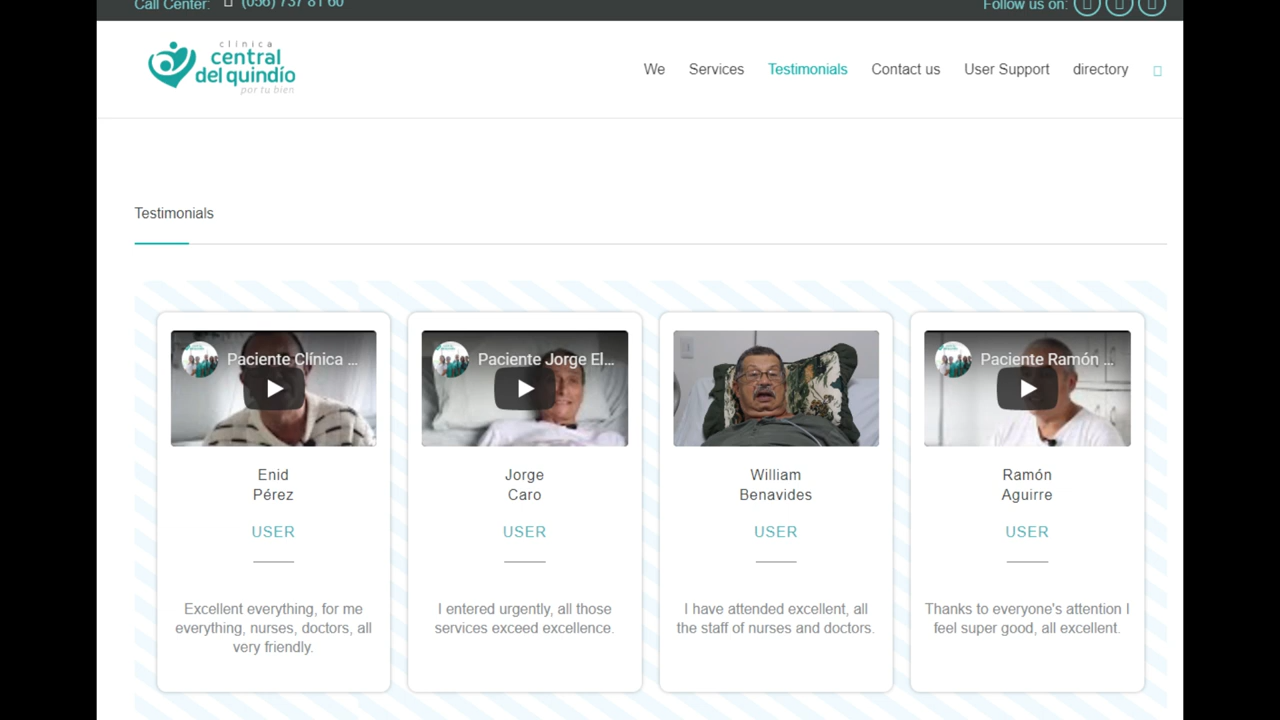 Call Center: (056) 737 81 60
Follow us on:
clínica
central
del quindío
por tu bien
We
Services
Testimonials
Contact us
User Support
directory
Testimonials
Paciente Clínica ...
Enid
Pérez
USER
Excellent everything, for me
everything, nurses, doctors, all
very friendly.
Paciente Jorge El...
Jorge
Caro
USER
I entered urgently, all those
services exceed excellence.
William
Benavides
USER
I have attended excellent, all
the staff of nurses and doctors.
Paciente Ramón ...
Ramón
Aguirre
USER
Thanks to everyone's attention I
feel super good, all excellent.